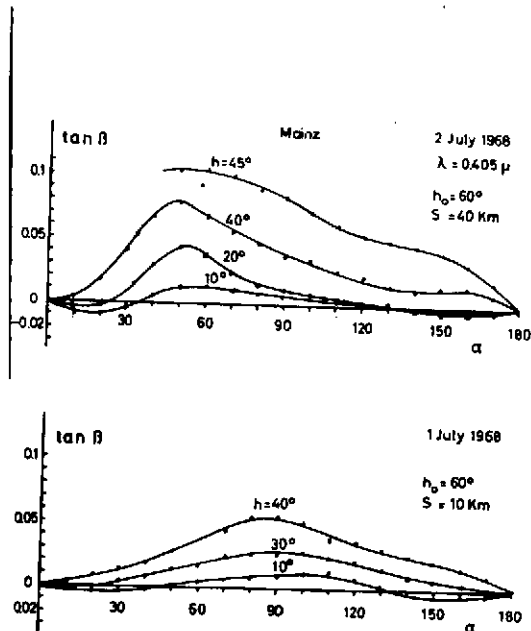 tan β Mainz 2 July 1968
λ = 0.405 μ
h₀ = 60°
S = 40 Km
0.1
h=45°
40°
0.05
20°
10°
0
-0.02
30 60 90 120 130 150 180
α
tan β 1 July 1968
0.1
h₀ = 60°
S = 10 Km
h=40°
0.05
30°
10°
0
0.02
30 60 90 120 130 150 180
α